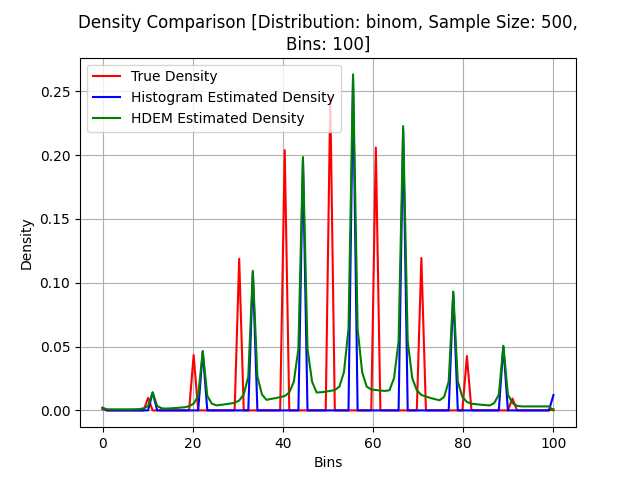 Density Comparison [Distribution: binom, Sample Size: 500,
Bins: 100]
True Density
Histogram Estimated Density
HDEM Estimated Density
0.25
0.20
0.15
0.10
0.05
0.00
Density
0 20 40 60 80 100
Bins